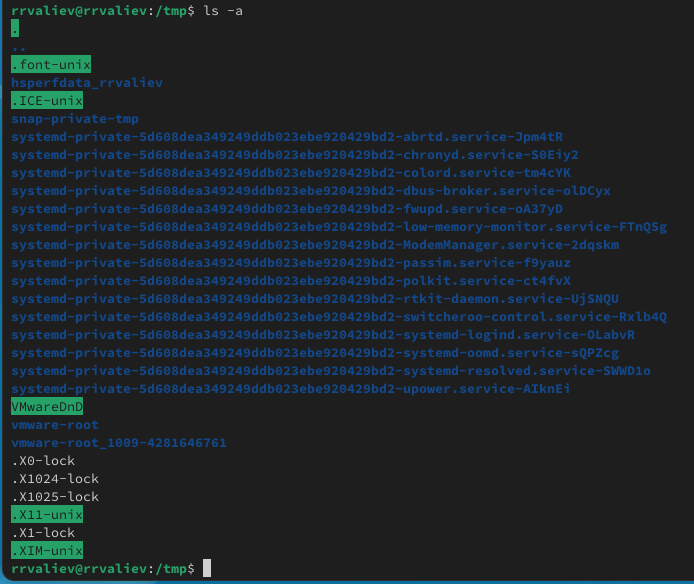 rrvaliev@rrvaliev:/tmp$ ls -a
.
..
.font-unix
hsperfdata_rrvaliev
.ICE-unix
snap-private-tmp
systemd-private-5d608dea349249ddb023ebe920429bd2-abrtd.service-Jpm4tR
systemd-private-5d608dea349249ddb023ebe920429bd2-chronyd.service-S0Eiy2
systemd-private-5d608dea349249ddb023ebe920429bd2-colord.service-tm4cYK
systemd-private-5d608dea349249ddb023ebe920429bd2-dbus-broker.service-olDCyx
systemd-private-5d608dea349249ddb023ebe920429bd2-fwupd.service-oA37yD
systemd-private-5d608dea349249ddb023ebe920429bd2-low-memory-monitor.service-FTnQSg
systemd-private-5d608dea349249ddb023ebe920429bd2-ModemManager.service-2dqskm
systemd-private-5d608dea349249ddb023ebe920429bd2-passim.service-f9yauz
systemd-private-5d608dea349249ddb023ebe920429bd2-polkit.service-ct4fvX
systemd-private-5d608dea349249ddb023ebe920429bd2-rtkit-daemon.service-UjSNQU
systemd-private-5d608dea349249ddb023ebe920429bd2-switcheroo-control.service-Rxlb4Q
systemd-private-5d608dea349249ddb023ebe920429bd2-systemd-logind.service-OLabvR
systemd-private-5d608dea349249ddb023ebe920429bd2-systemd-oomd.service-sQPZcg
systemd-private-5d608dea349249ddb023ebe920429bd2-systemd-resolved.service-SWWD1o
systemd-private-5d608dea349249ddb023ebe920429bd2-upower.service-AIknEi
VMwareDnD
vmware-root
vmware-root_1009-4281646761
.X0-lock
.X1024-lock
.X1025-lock
.X11-unix
.X1-lock
.XIM-unix
rrvaliev@rrvaliev:/tmp$